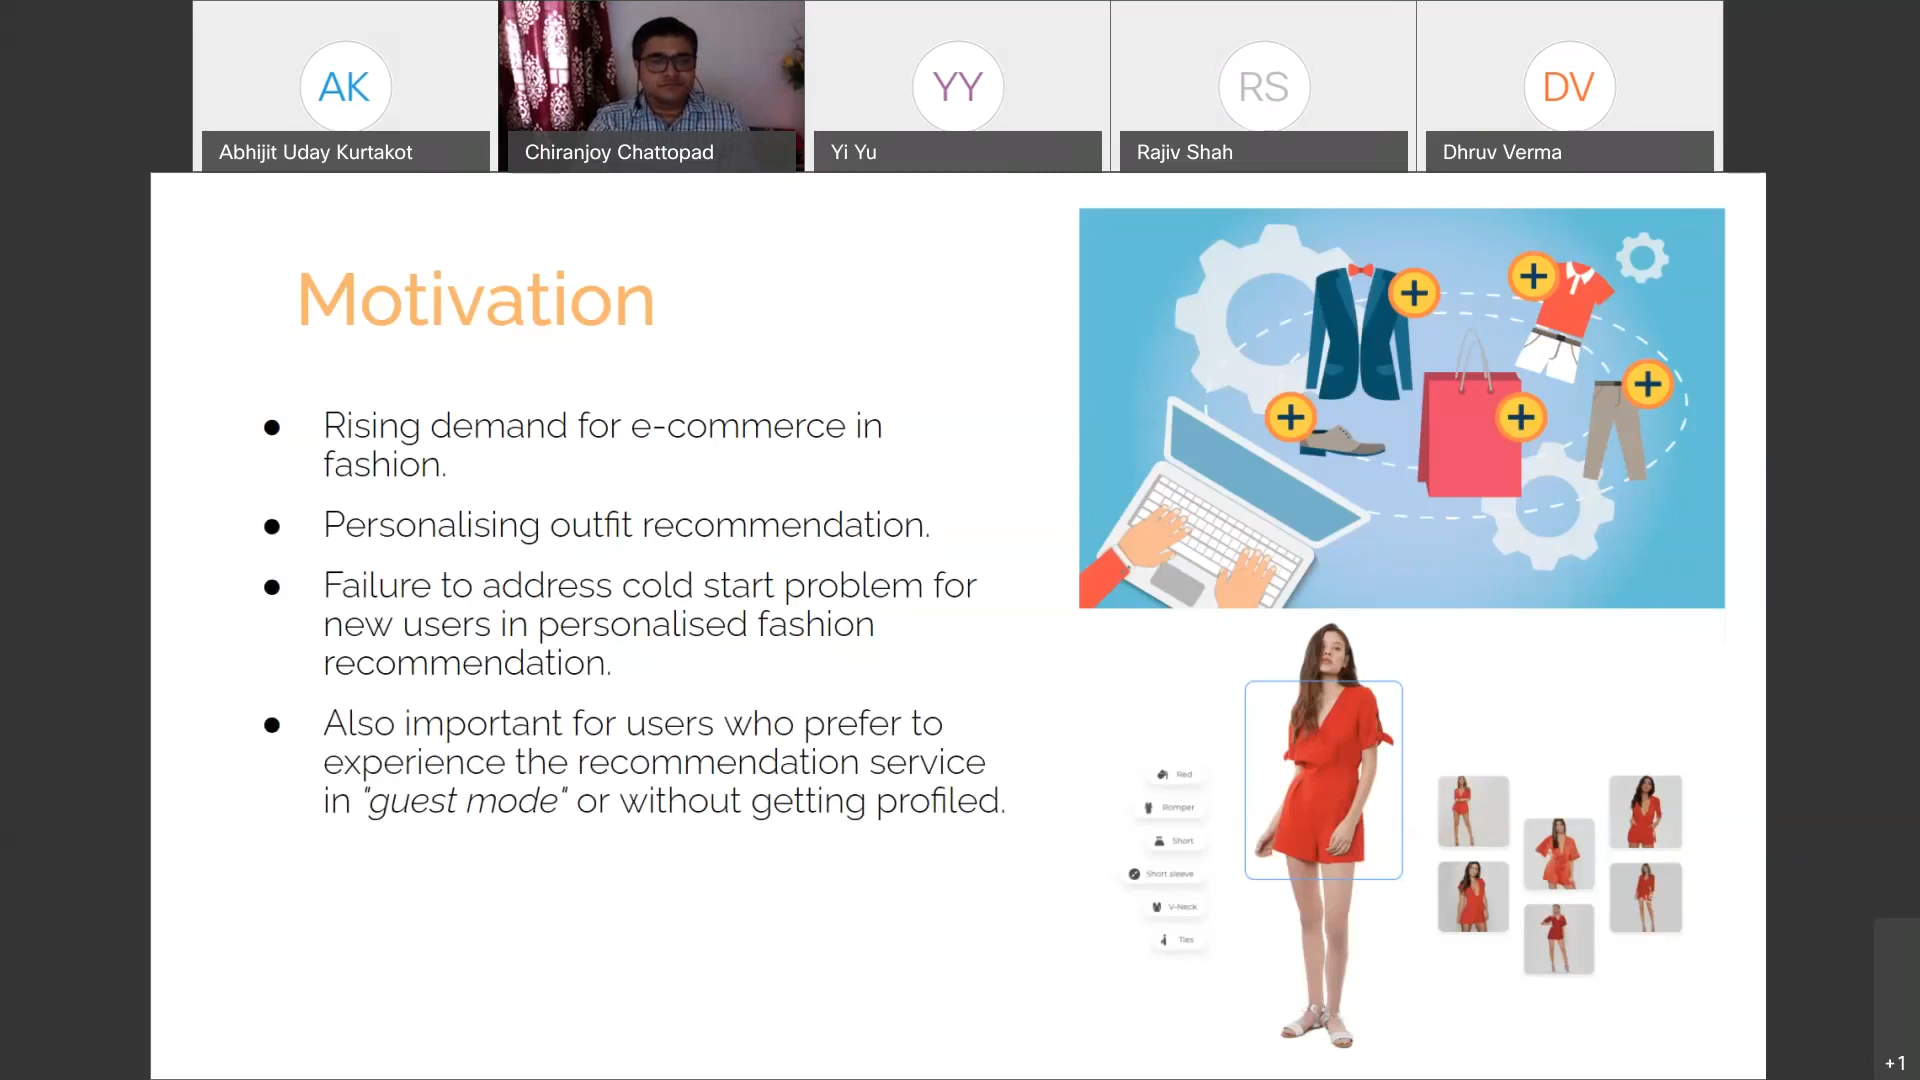 AK
Abhijit Uday Kurtakot
Chiranjoy Chattopad
YY
Yi Yu
RS
Rajiv Shah
DV
Dhruv Verma
Motivation
● Rising demand for e-commerce in
fashion.
● Personalising outfit recommendation.
● Failure to address cold start problem for
new users in personalised fashion
recommendation.
● Also important for users who prefer to
experience the recommendation service
in "guest mode" or without getting profiled.
Red
Romper
Short
Short sleeve
V-Neck
Ties
+1